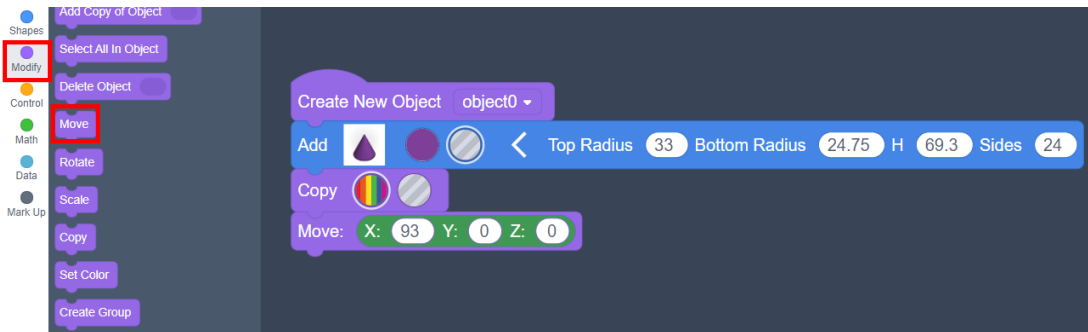 Shapes
Modify
Control
Math
Data
Mark Up
Add Copy of Object
Select All In Object
Delete Object
Move
Rotate
Scale
Copy
Set Color
Create Group
Create New Object object0
Add Top Radius 33 Bottom Radius 24.75 H 69.3 Sides 24
Copy
Move: X: 93 Y: 0 Z: 0